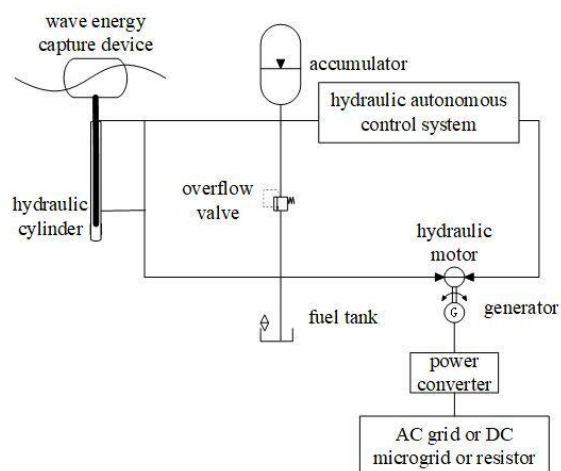 wave energy
capture device
accumulator
hydraulic autonomous
control system
overflow
valve
hydraulic
cylinder
hydraulic
motor
fuel tank
generator
G
power
converter
AC grid or DC
microgrid or resistor